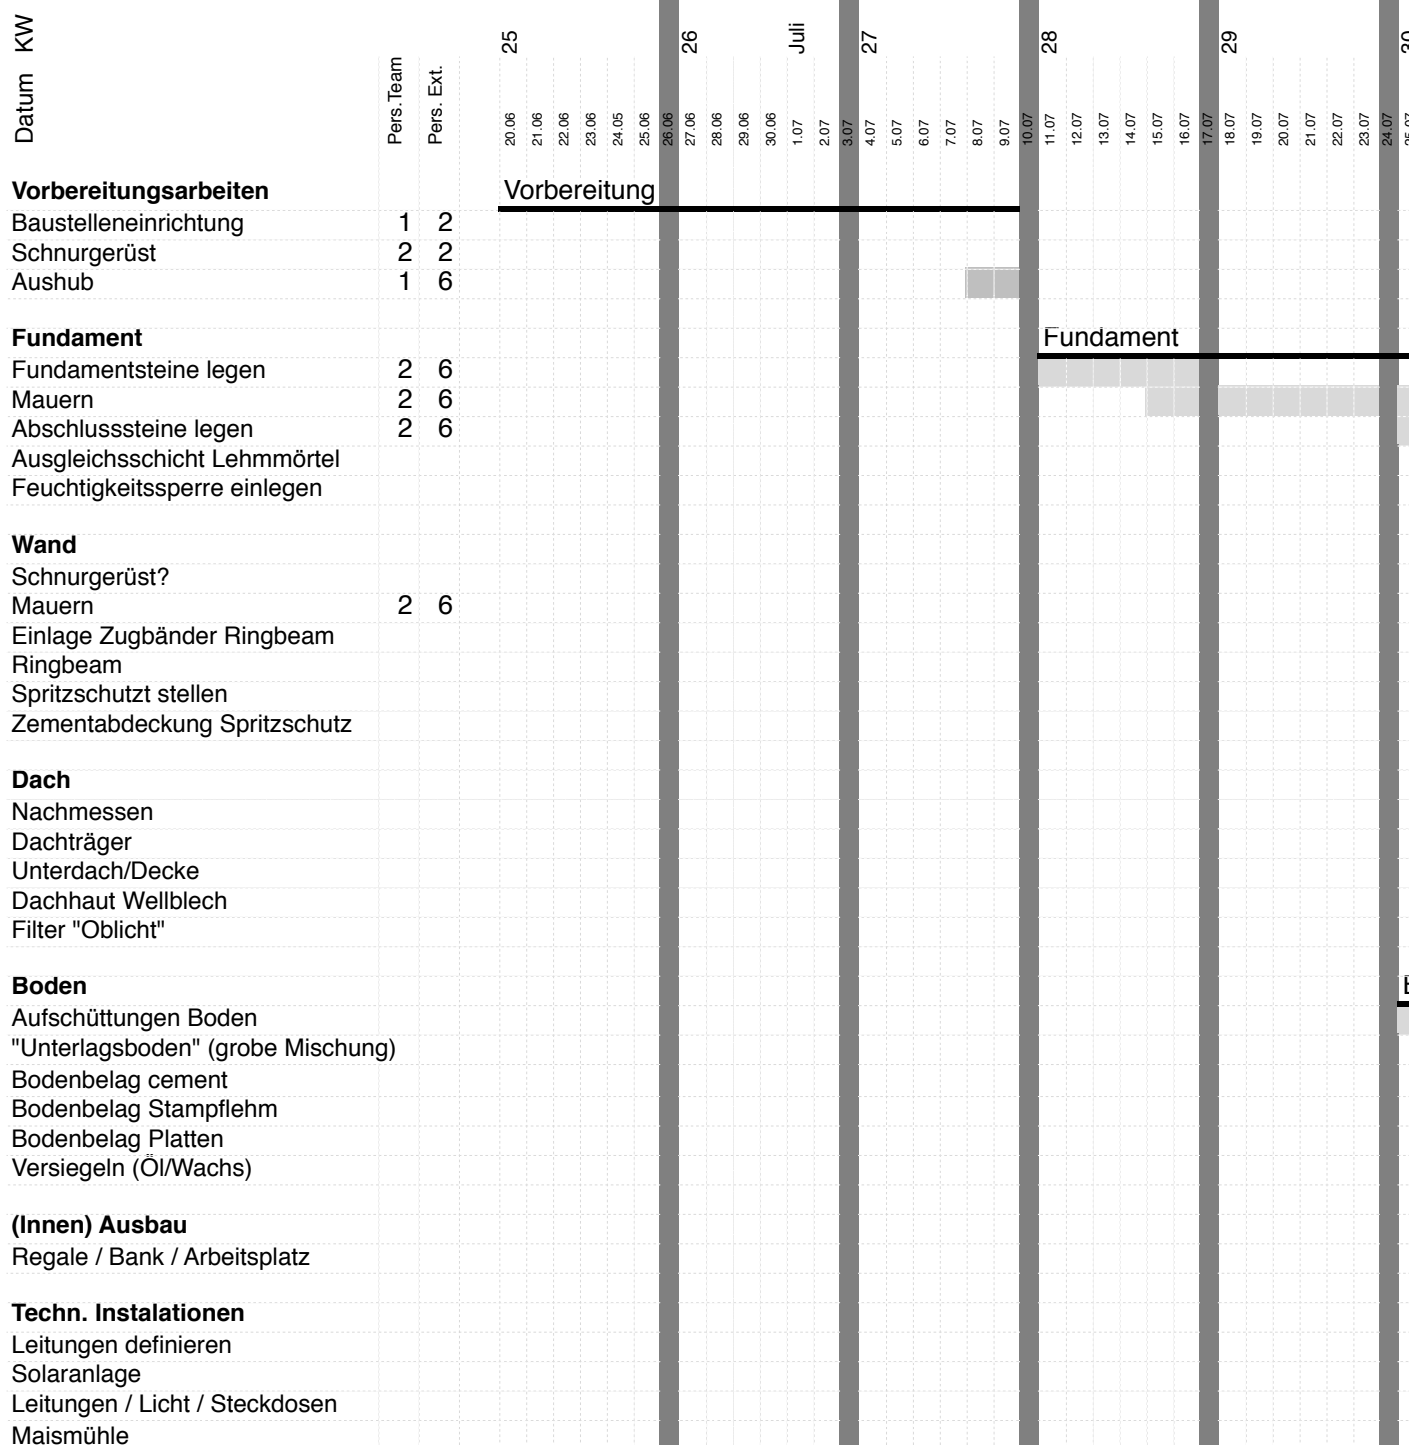 KW 25 26 Juli 27 28 29 30
Datum Pers.Team Pers. Ext. 20.06 21.06 22.06 23.06 24.05 25.06 26.06 27.06 28.06 29.06 30.06 1.07 2.07 3.07 4.07 5.07 6.07 7.07 8.07 9.07 10.07 11.07 12.07 13.07 14.07 15.07 16.07 17.07 18.07 19.07 20.07 21.07 22.07 23.07 24.07 25.07
Vorbereitungsarbeiten Vorbereitung
Baustelleneinrichtung 1 2
Schnurgerüst 2 2
Aushub 1 6
Fundament Fundament
Fundamentsteine legen 2 6
Mauern 2 6
Abschlusssteine legen 2 6
Ausgleichsschicht Lehmmörtel
Feuchtigkeitssperre einlegen
Wand
Schnurgerüst?
Mauern 2 6
Einlage Zugbänder Ringbeam
Ringbeam
Spritzschutzt stellen
Zementabdeckung Spritzschutz
Dach
Nachmessen
Dachträger
Unterdach/Decke
Dachhaut Wellblech
Filter "Oblicht"
Boden
Aufschüttungen Boden
"Unterlagsboden" (grobe Mischung)
Bodenbelag cement
Bodenbelag Stampflehm
Bodenbelag Platten
Versiegeln (Öl/Wachs)
(Innen) Ausbau
Regale / Bank / Arbeitsplatz
Techn. Instalationen
Leitungen definieren
Solaranlage
Leitungen / Licht / Steckdosen
Maismühle